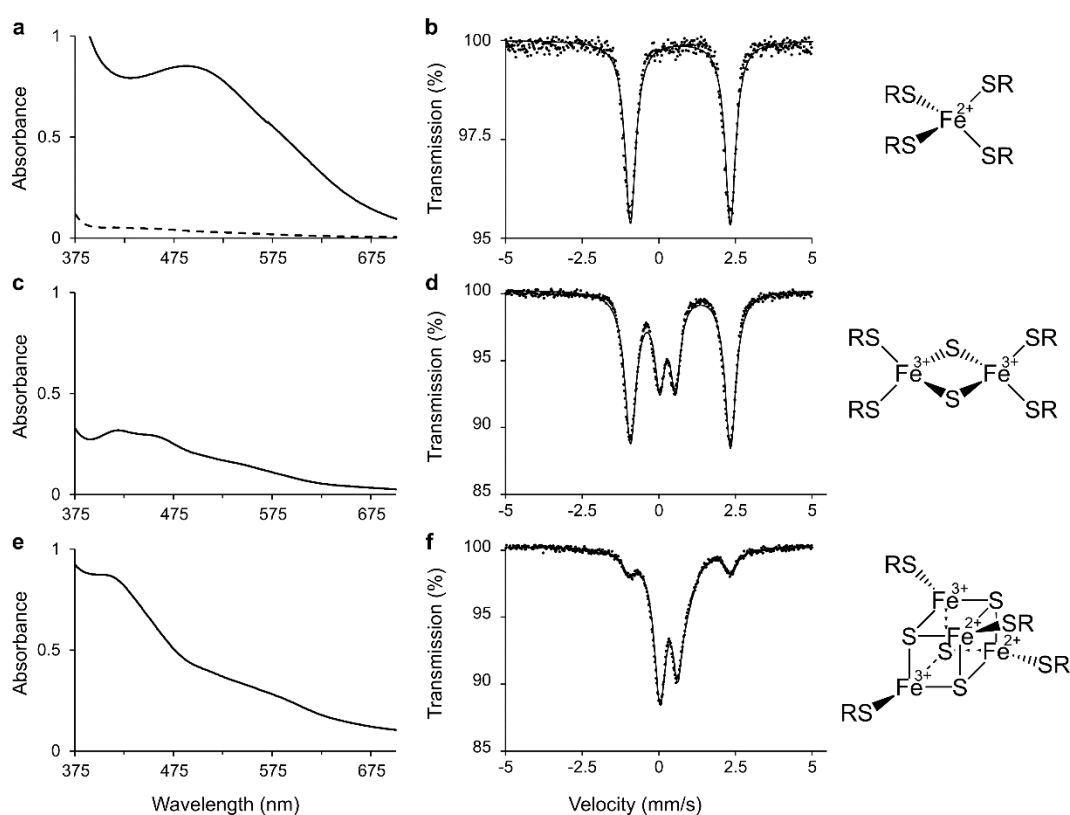 a
1
0.5
0
Absorbance
375
475
575
675
b
100
97.5
95
Transmission (%)
-5
-2.5
0
2.5
5
RS
SR
Fe2+
RS
SR
c
1
0.5
0
Absorbance
375
475
575
675
d
100
95
90
85
Transmission (%)
-5
-2.5
0
2.5
5
RS
S
SR
Fe3+
Fe3+
RS
S
SR
e
1
0.5
0
Absorbance
375
475
575
675
Wavelength (nm)
f
100
95
90
85
Transmission (%)
-5
-2.5
0
2.5
5
Velocity (mm/s)
RS
Fe3+
S
S
Fe2+
SR
S
Fe2+
SR
Fe3+
S
RS